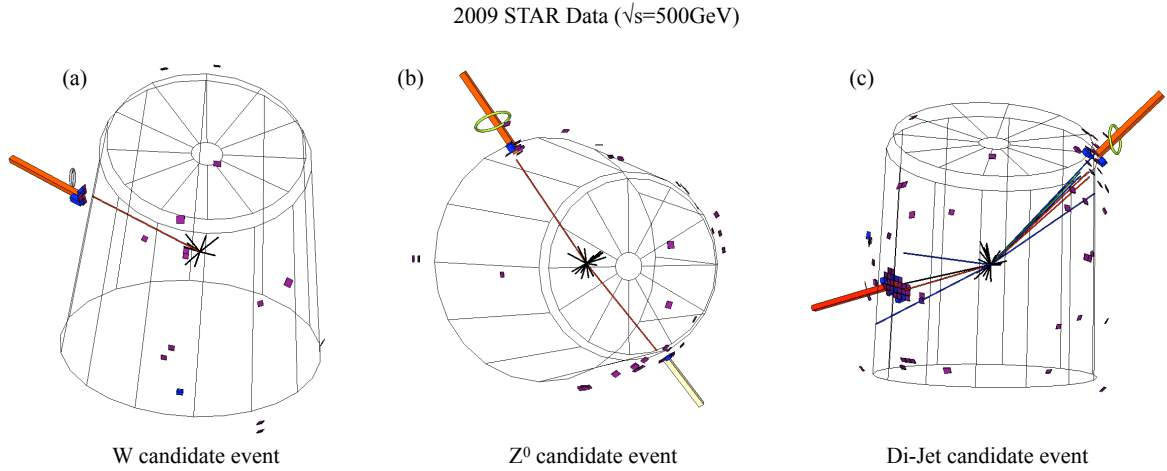 2009 STAR Data (√s=500GeV)
(a)
(b)
(c)
W candidate event
Z⁰ candidate event
Di-Jet candidate event